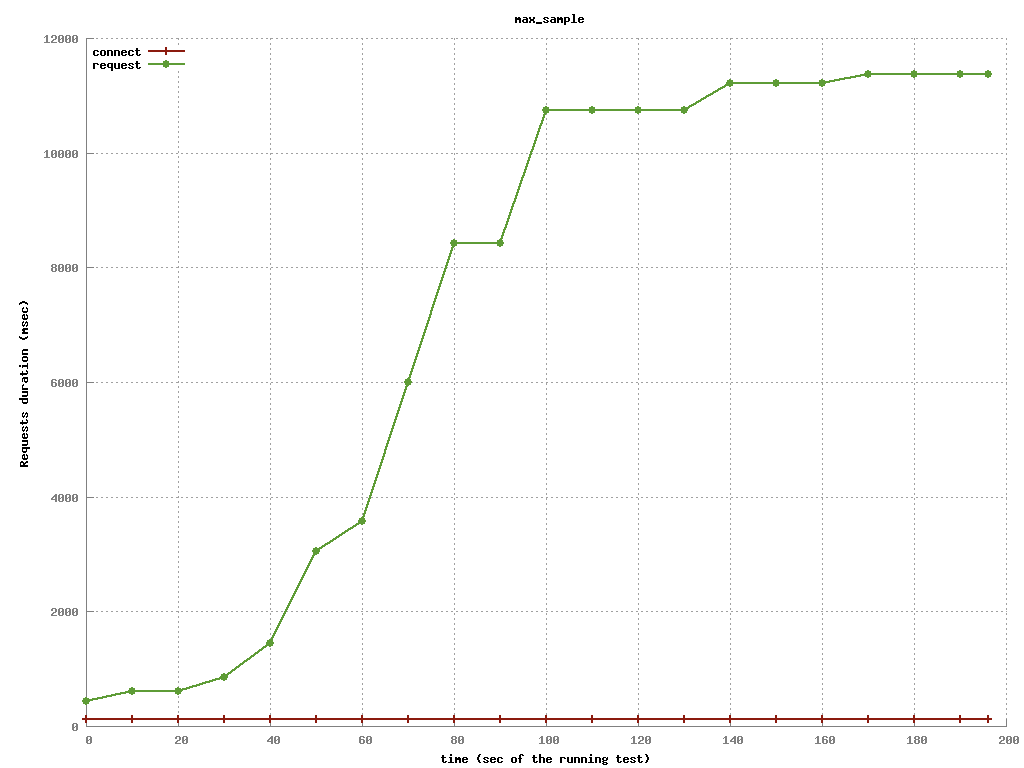 max_sample
connect
request
12000
10000
8000
6000
4000
2000
0
Requests duration (msec)
0 20 40 60 80 100 120 140 160 180 200
time (sec of the running test)